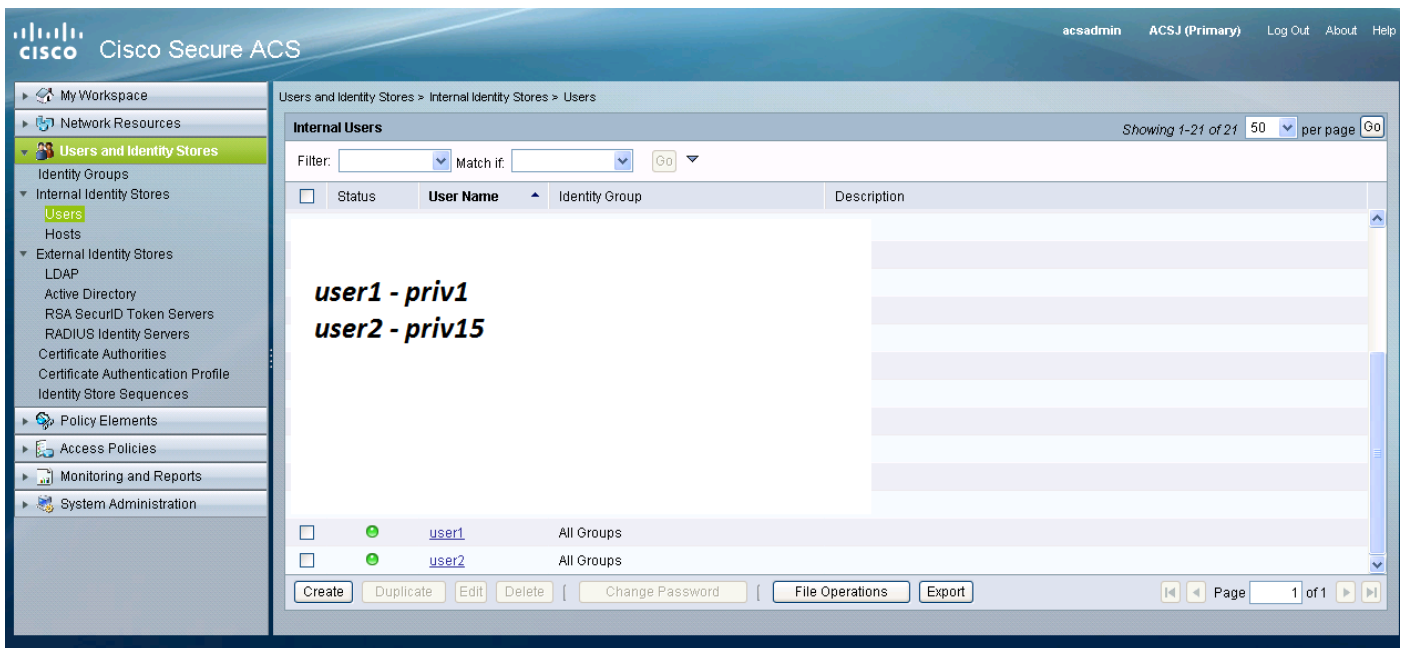 cisco Cisco Secure ACS
acsadmin ACSJ (Primary) Log Out About Help
My Workspace
Network Resources
Users and Identity Stores
Identity Groups
Internal Identity Stores
Users
Hosts
External Identity Stores
LDAP
Active Directory
RSA SecurID Token Servers
RADIUS Identity Servers
Certificate Authorities
Certificate Authentication Profile
Identity Store Sequences
Policy Elements
Access Policies
Monitoring and Reports
System Administration
Users and Identity Stores > Internal Identity Stores > Users
Internal Users Showing 1-21 of 21 50 per page Go
Filter: Match if: Go
Status User Name Identity Group Description
user1 - priv1
user2 - priv15
user1 All Groups
user2 All Groups
Create Duplicate Edit Delete | Change Password | File Operations Export Page 1 of 1